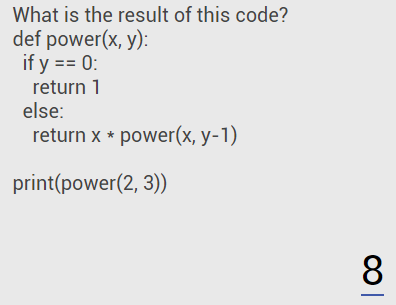 What is the result of this code?
def power(x, y):
if y == 0:
return 1
else:
return x * power(x, y-1)
print(power(2, 3))
8